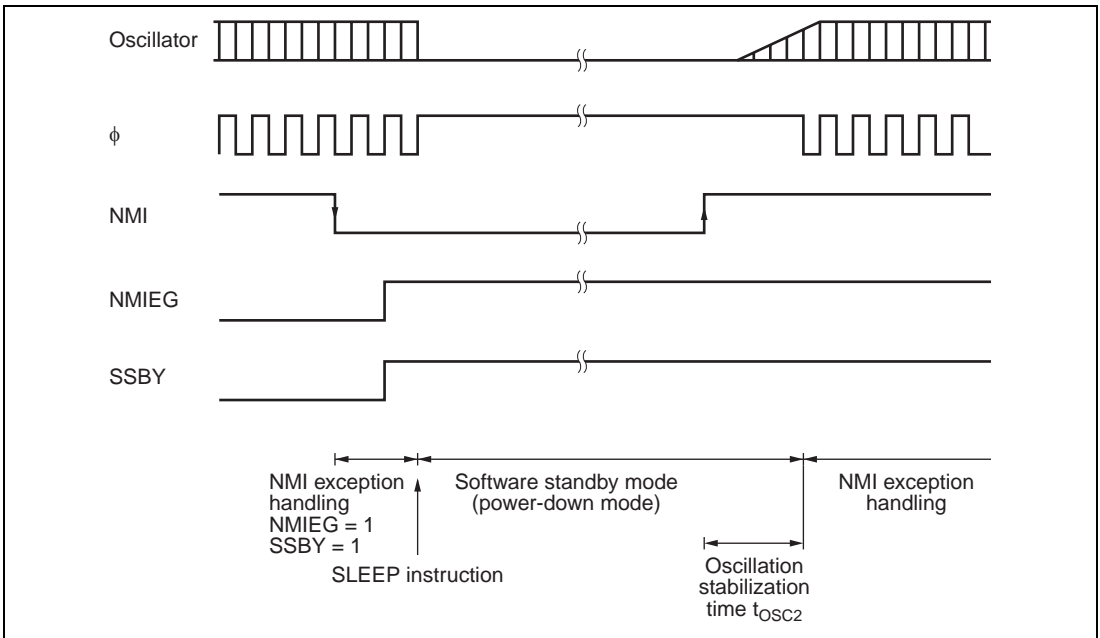 Oscillator
ϕ
NMI
NMIEG
SSBY
NMI exception
handling
NMIEG = 1
SSBY = 1
SLEEP instruction
Software standby mode
(power-down mode)
Oscillation
stabilization
time tOSC2
NMI exception
handling